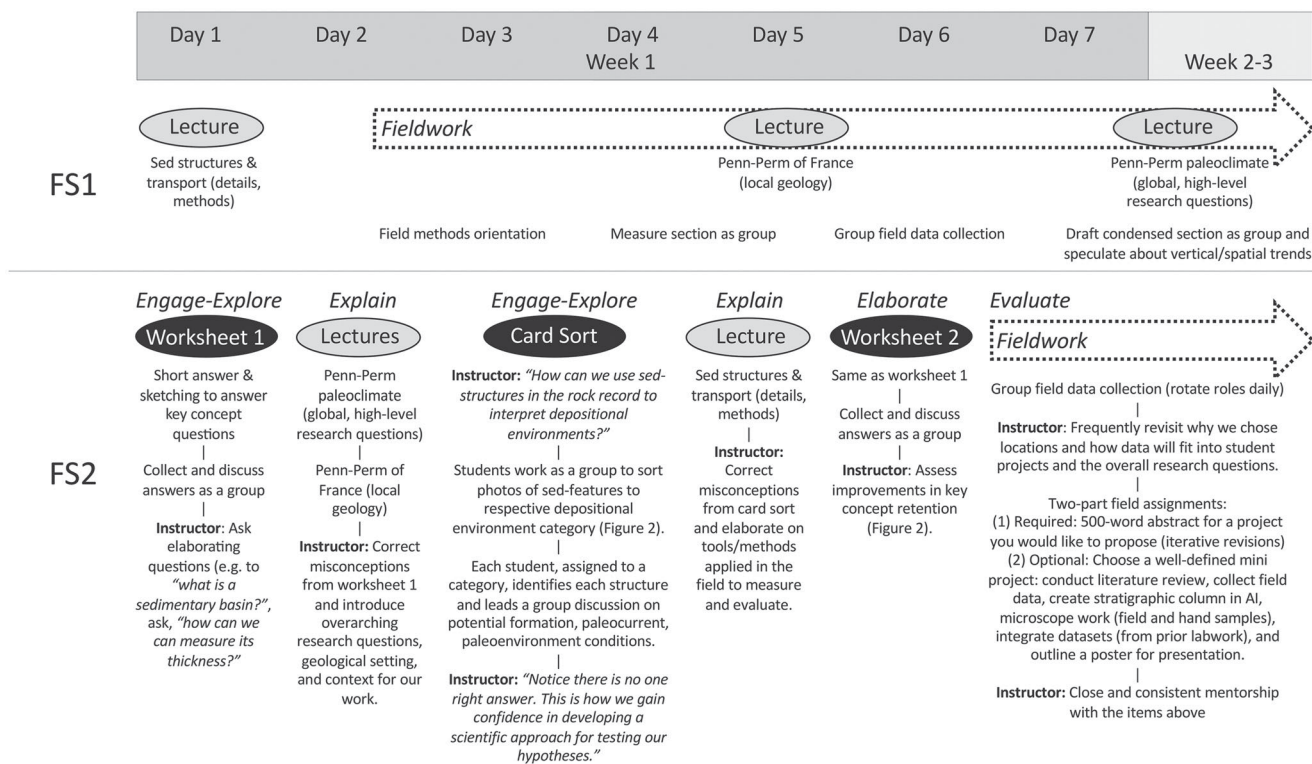 Day 1
Day 2
Day 3
Day 4
Day 5
Day 6
Day 7
Week 1
Week 2-3
FS1
Lecture
Sed structures &
transport (details,
methods)
Fieldwork
Lecture
Penn-Perm of France
(local geology)
Lecture
Penn-Perm paleoclimate
(global, high-level
research questions)
Field methods orientation
Measure section as group
Group field data collection
Draft condensed section as group and
speculate about vertical/spatial trends
FS2
Engage-Explore
Worksheet 1
Short answer &
sketching to answer
key concept
questions
Collect and discuss
answers as a group
Instructor: Ask
elaborating
questions (e.g. to
"what is a
sedimentary basin?",
ask, "how can we
can measure its
thickness?"
Explain
Lectures
Penn-Perm
paleoclimate
(global, high-level
research questions)
Penn-Perm of
France (local
geology)
Instructor: Correct
misconceptions
from worksheet 1
and introduce
overarching
research questions,
geological setting,
and context for our
work.
Engage-Explore
Card Sort
Instructor: "How can we use sed-
structures in the rock record to
interpret depositional
environments?"
Students work as a group to sort
photos of sed-features to
respective depositional
environment category (Figure 2).
Each student, assigned to a
category, identifies each structure
and leads a group discussion on
potential formation, paleocurrent,
paleoenvironment conditions.
Instructor: "Notice there is no one
right answer. This is how we gain
confidence in developing a
scientific approach for testing our
hypotheses."
Explain
Lecture
Sed structures &
transport (details,
methods)
Instructor:
Correct
misconceptions
from card sort
and elaborate on
tools/methods
applied in the
field to measure
and evaluate.
Elaborate
Worksheet 2
Same as worksheet 1
Collect and discuss
answers as a group
Instructor: Assess
improvements in key
concept retention
(Figure 2).
Evaluate
Fieldwork
Group field data collection (rotate roles daily)
Instructor: Frequently revisit why we chose
locations and how data will fit into student
projects and the overall research questions.
Two-part field assignments:
(1) Required: 500-word abstract for a project
you would like to propose (iterative revisions)
(2) Optional: Choose a well-defined mini
project: conduct literature review, collect field
data, create stratigraphic column in AI,
microscope work (field and hand samples),
integrate datasets (from prior labwork), and
outline a poster for presentation.
Instructor: Close and consistent mentorship
with the items above